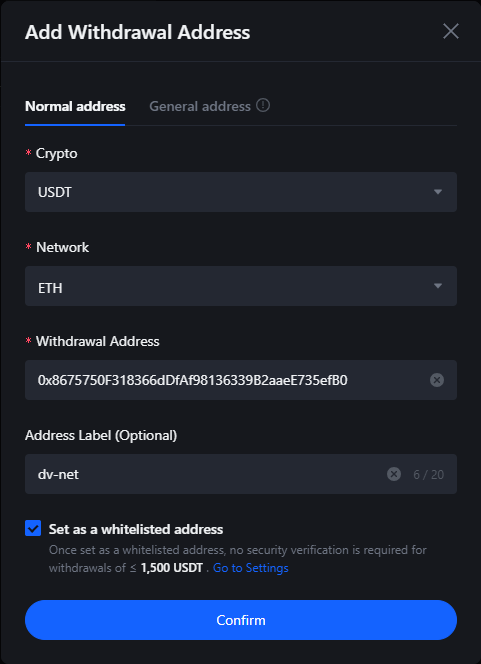 Add Withdrawal Address
Normal address General address
* Crypto
USDT
* Network
ETH
* Withdrawal Address
0x8675750F318366dDfAf98136339B2aaeE735efB0
Address Label (Optional)
dv-net 6 / 20
Set as a whitelisted address
Once set as a whitelisted address, no security verification is required for
withdrawals of ≤ 1,500 USDT . Go to Settings
Confirm